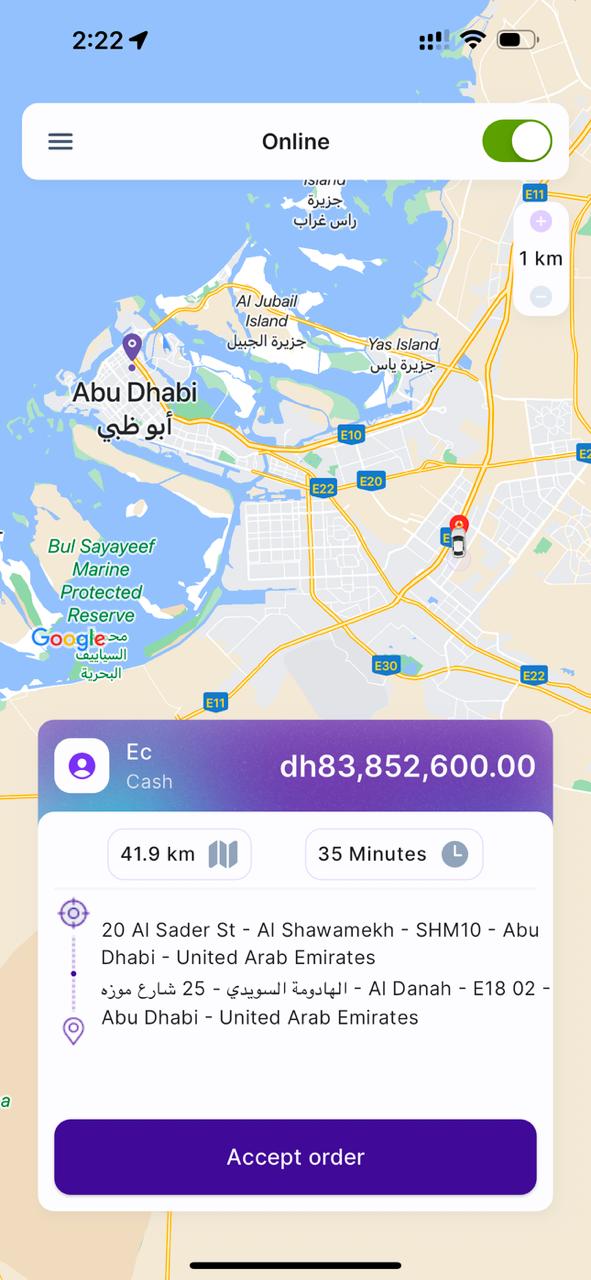 2:22
Online
Island
جزيرة
راس غراب
E11
1 km
Al Jubail
Island
جزيرة الجبيل
Yas Island
جزيرة ياس
Abu Dhabi
أبو ظبي
E10
E20
E22
Bul Sayayeef
Marine
Protected
Reserve
السياييف
البحرية
Google
E30
E22
E11
Ec
Cash
dh83,852,600.00
41.9 km
35 Minutes
20 Al Sader St - Al Shawamekh - SHM10 - Abu
Dhabi - United Arab Emirates
الهادومة السويدي - 25 شارع موزه - Al Danah - E18 02 -
Abu Dhabi - United Arab Emirates
a
Accept order